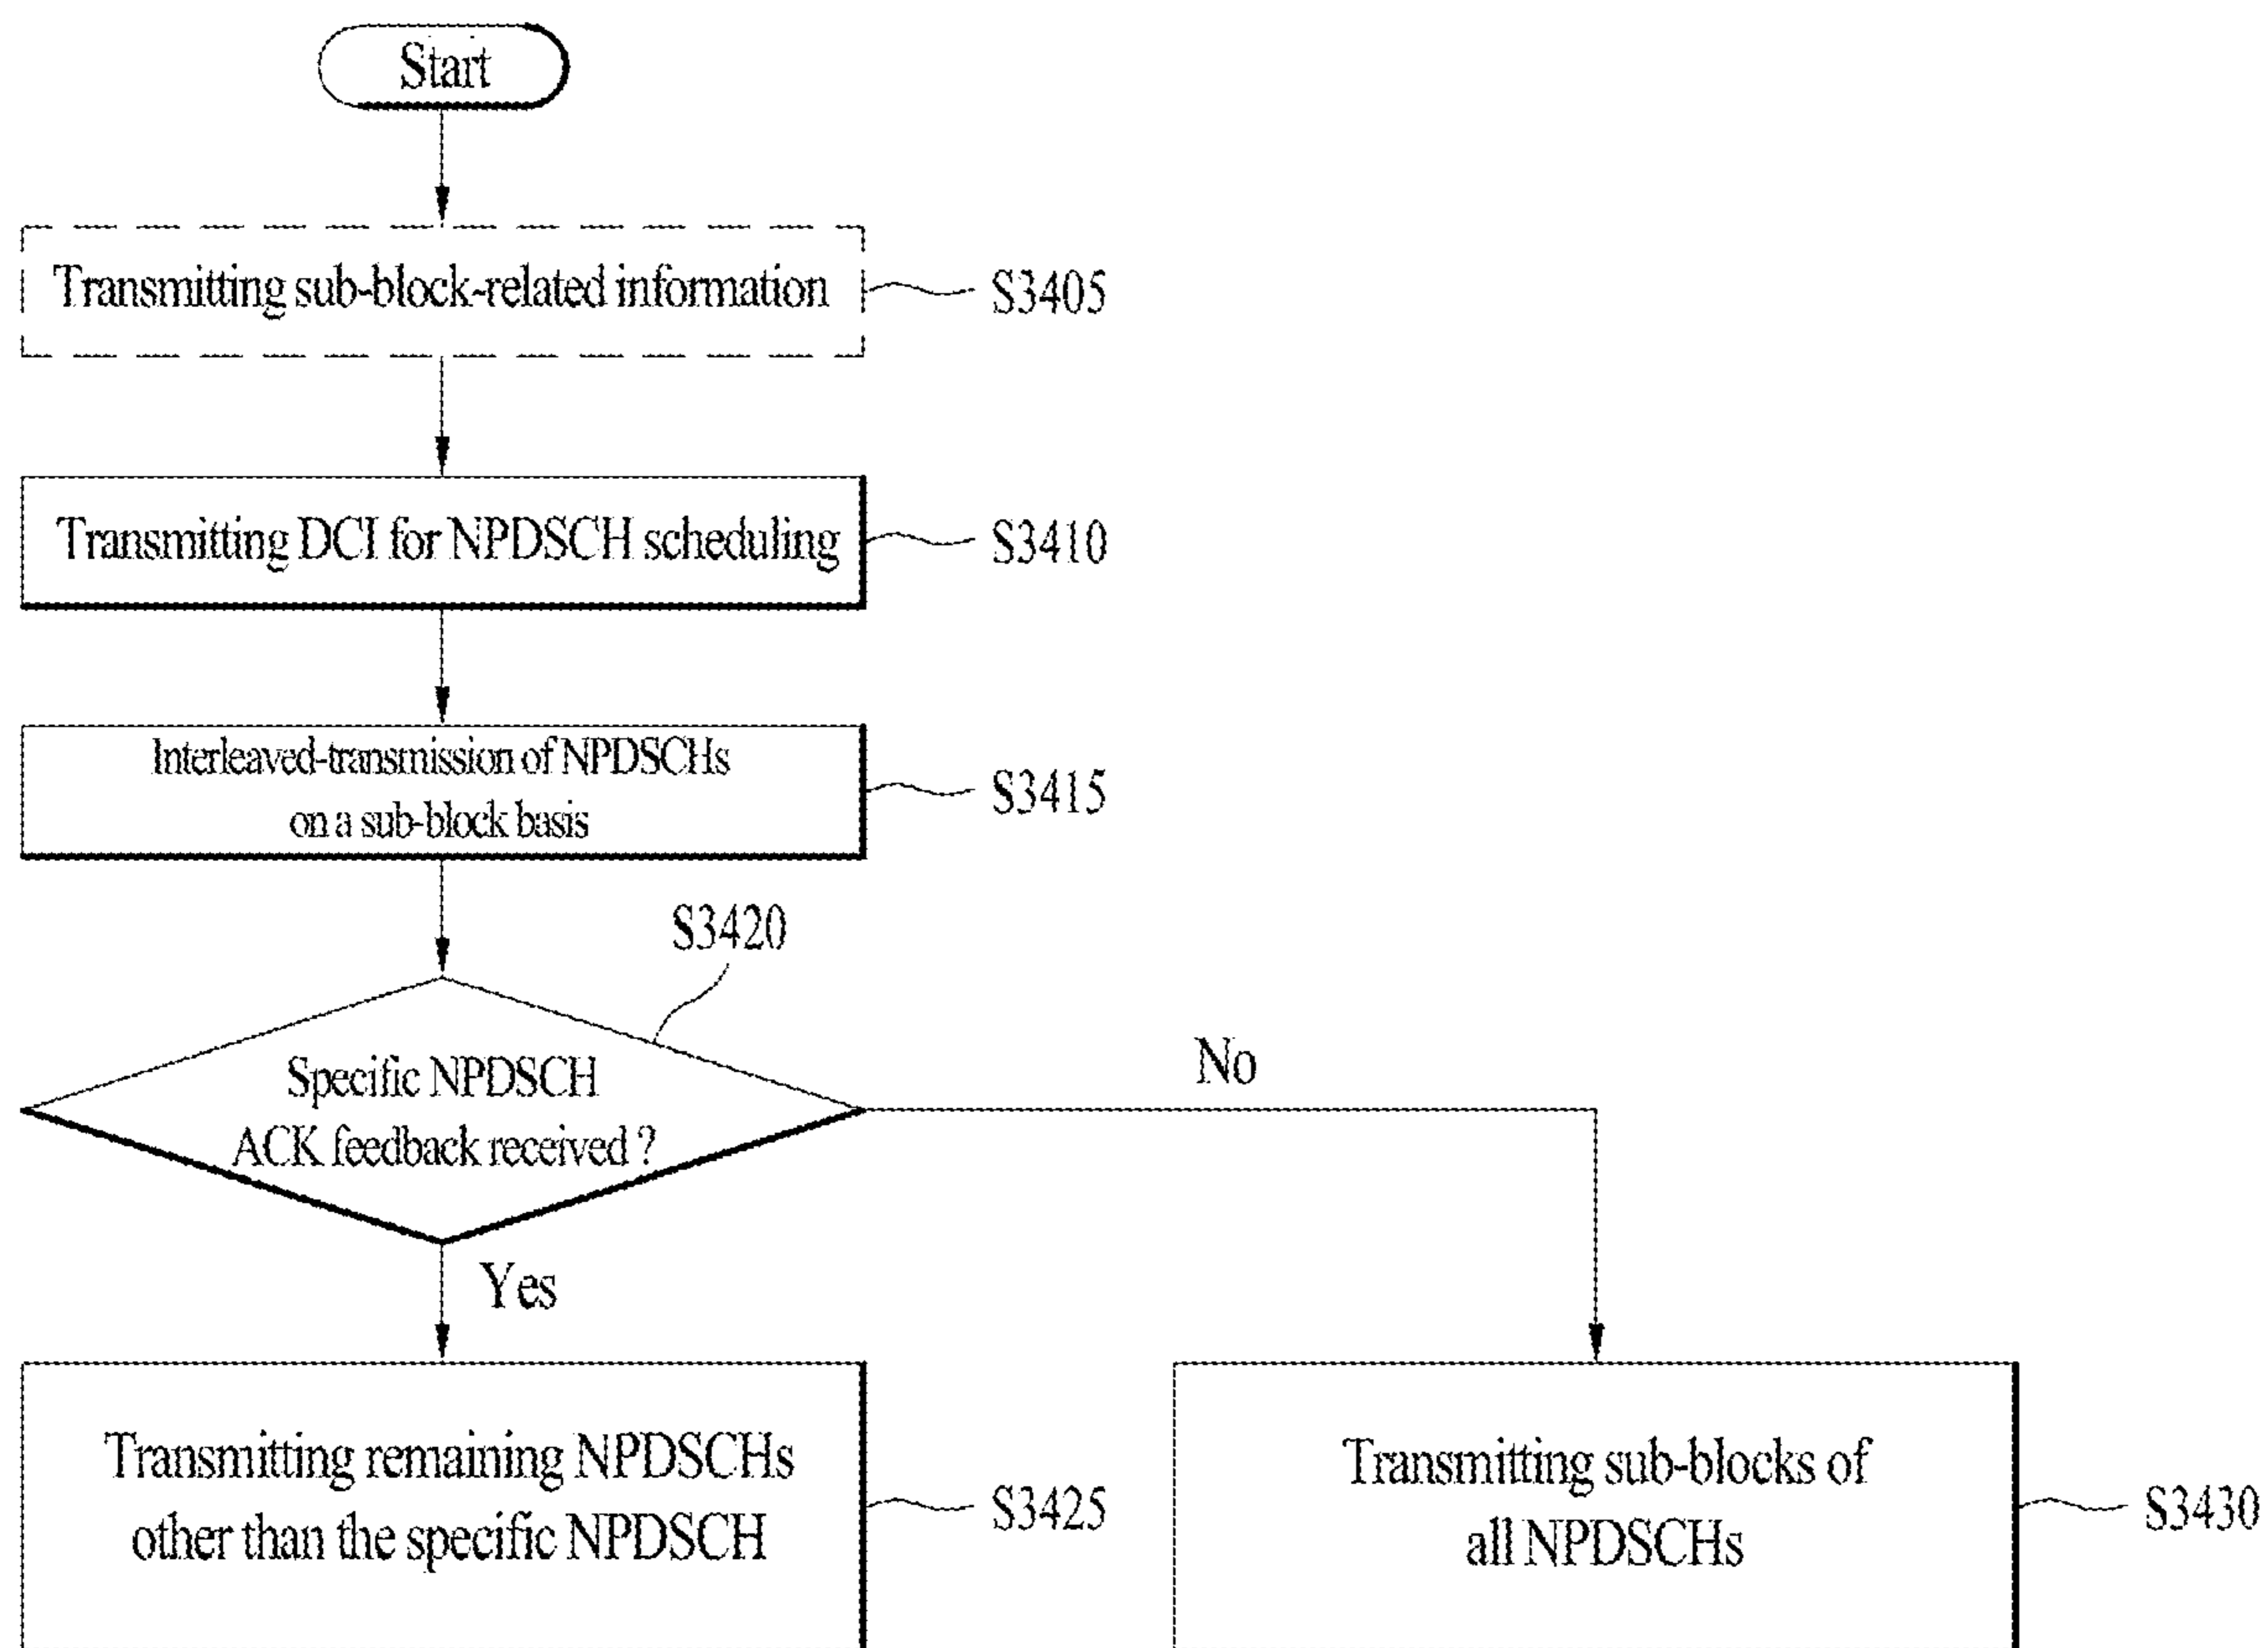 Start
Transmitting sub-block-related information
S3405
Transmitting DCI for NPDSCH scheduling
S3410
Interleaved-transmission of NPDSCHs
on a sub-block basis
S3415
S3420
Specific NPDSCH
ACK feedback received ?
No
Yes
Transmitting remaining NPDSCHs
other than the specific NPDSCH
S3425
Transmitting sub-blocks of
all NPDSCHs
S3430